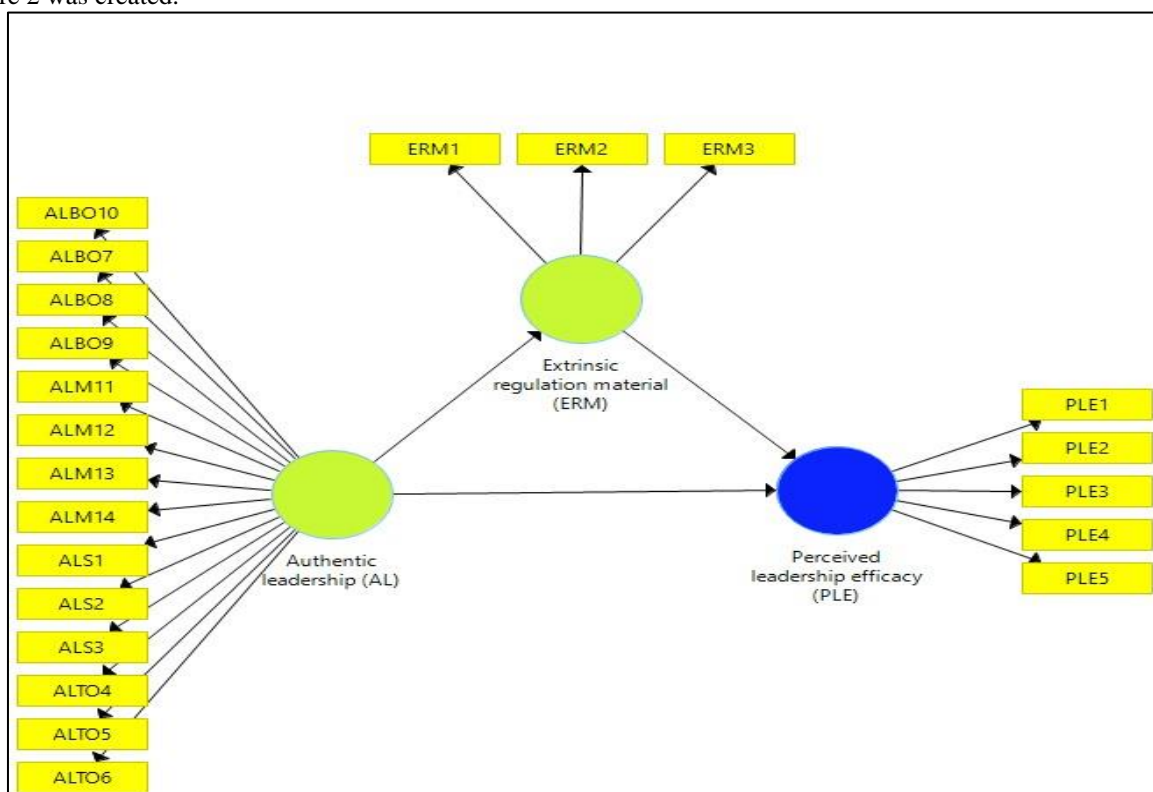 re 2 was created.
ERM1
ERM2
ERM3
ALBO10
ALBO7
ALBO8
ALBO9
ALM11
ALM12
ALM13
ALM14
ALS1
ALS2
ALS3
ALTO4
ALTO5
ALTO6
Extrinsic
regulation material
(ERM)
Authentic
leadership (AL)
Perceived
leadership efficacy
(PLE)
PLE1
PLE2
PLE3
PLE4
PLE5